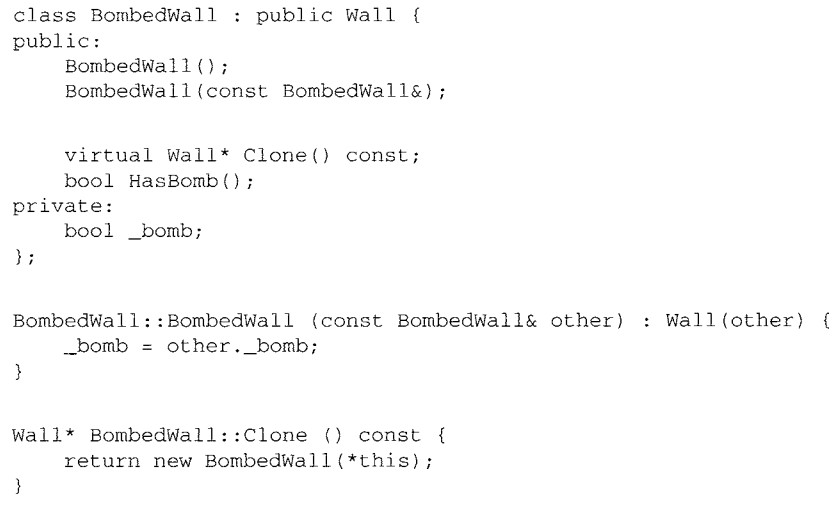 class BombedWall : public Wall {
public:
    BombedWall();
    BombedWall(const BombedWall&);
    virtual Wall* Clone() const;
    bool HasBomb();
private:
    bool _bomb;
};
BombedWall::BombedWall (const BombedWall& other) : Wall(other) {
    _bomb = other._bomb;
}
Wall* BombedWall::Clone () const {
    return new BombedWall(*this);
}